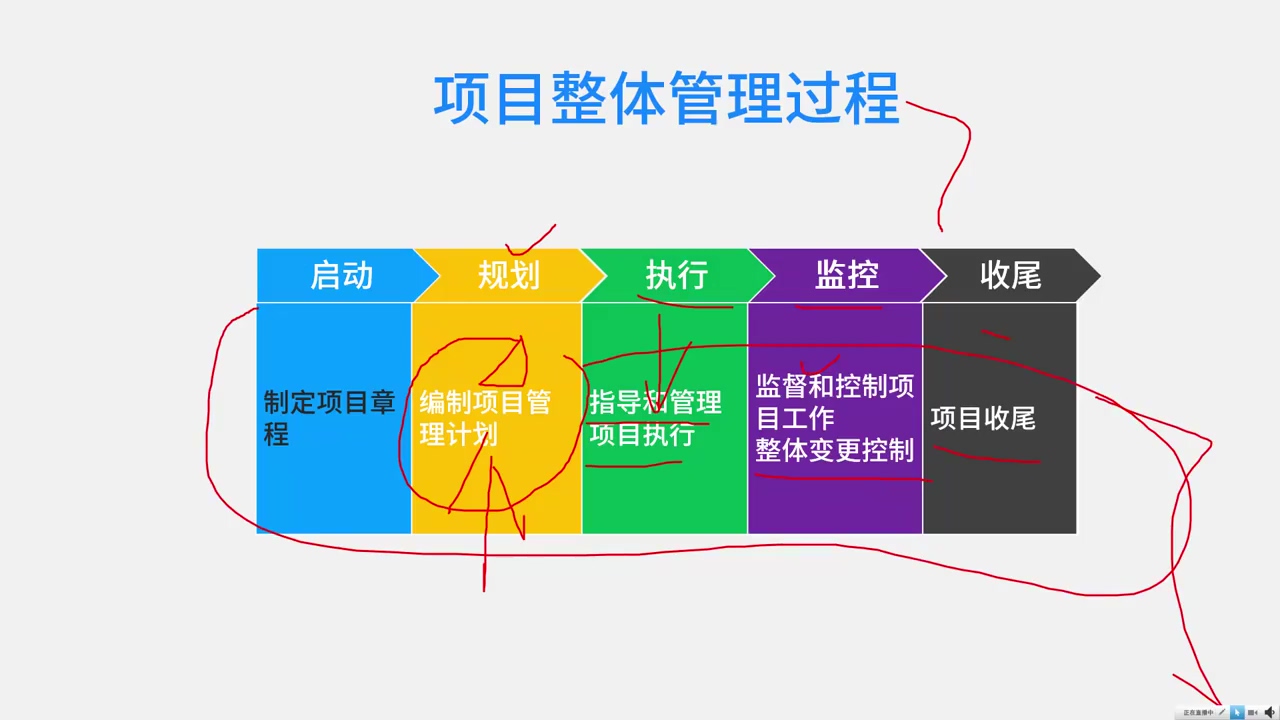 项目整体管理过程
启动
规划
执行
监控
收尾
制定项目章
程
编制项目管
理计划
指导和管理
项目执行
监督和控制项
目工作
整体变更控制
项目收尾
正在直播中